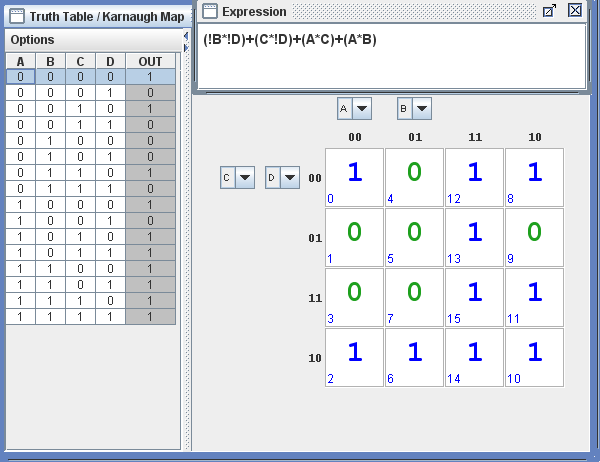 Truth Table / Karnaugh Map
Options
A B C D OUT
0 0 0 0 1
0 0 0 1 0
0 0 1 0 1
0 0 1 1 0
0 1 0 0 0
0 1 0 1 0
0 1 1 0 1
0 1 1 1 0
1 0 0 0 1
1 0 0 1 0
1 0 1 0 1
1 0 1 1 1
1 1 0 0 1
1 1 0 1 1
1 1 1 0 1
1 1 1 1 1
Expression
(!B*!D)+(C*!D)+(A*C)+(A*B)
A B
00 01 11 10
C D
00 1 0 1 1
0 4 12 8
01 0 0 1 0
1 5 13 9
11 0 0 1 1
3 7 15 11
10 1 1 1 1
2 6 14 10